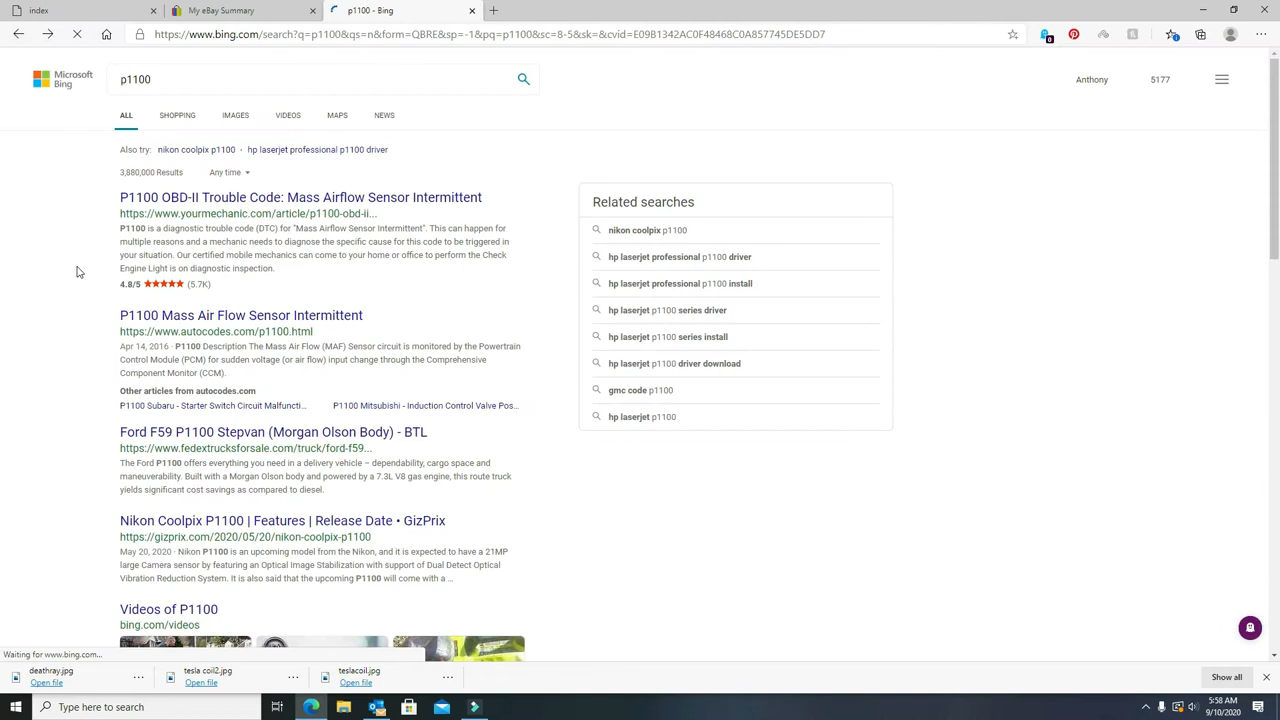 index
My eBay Summary
p1100 - Bing
https://www.bing.com/search?q=p1100&qs=n&form=QBRE&sp=-1&pq=p1100&sc=8-5&sk=&cvid=E09B1342AC0F48468C0A857745DE5DD7
0
Microsoft Bing
p1100
Anthony
5177
ALL SHOPPING IMAGES VIDEOS MAPS NEWS
Also try: nikon coolpix p1100 · hp laserjet professional p1100 driver
3,880,000 Results Any time
P1100 OBD-II Trouble Code: Mass Airflow Sensor Intermittent
https://www.yourmechanic.com/article/p1100-obd-ii...
P1100 is a diagnostic trouble code (DTC) for "Mass Airflow Sensor Intermittent". This can happen for
multiple reasons and a mechanic needs to diagnose the specific cause for this code to be triggered in
your situation. Our certified mobile mechanics can come to your home or office to perform the Check
Engine Light is on diagnostic inspection.
4.8/5 (5.7K)
P1100 Mass Air Flow Sensor Intermittent
https://www.autocodes.com/p1100.html
Apr 14, 2016 · P1100 Description The Mass Air Flow (MAF) Sensor circuit is monitored by the Powertrain
Control Module (PCM) for sudden voltage (or air flow) input change through the Comprehensive
Component Monitor (CCM).
Other articles from autocodes.com
P1100 Subaru - Starter Switch Circuit Malfuncti... P1100 Mitsubishi - Induction Control Valve Pos...
Ford F59 P1100 Stepvan (Morgan Olson Body) - BTL
https://www.fedextrucksforsale.com/truck/ford-f59...
The Ford P1100 offers everything you need in a delivery vehicle – dependability, cargo space and
maneuverability. Built with a Morgan Olson body and powered by a 7.3L V8 gas engine, this route truck
yields significant cost savings as compared to diesel.
Nikon Coolpix P1100 | Features | Release Date • GizPrix
https://gizprix.com/2020/05/20/nikon-coolpix-p1100
May 20, 2020 · Nikon P1100 is an upcoming model from the Nikon, and it is expected to have a 21MP
large Camera sensor by featuring an Optical Image Stabilization with support of Dual Detect Optical
Vibration Reduction System. It is also said that the upcoming P1100 will come with a ...
Videos of P1100
bing.com/videos
Related searches
nikon coolpix p1100
hp laserjet professional p1100 driver
hp laserjet professional p1100 install
hp laserjet p1100 series driver
hp laserjet p1100 series install
hp laserjet p1100 driver download
gmc code p1100
hp laserjet p1100
Waiting for www.bing.com...
deathray.jpg
Open file
tesla coil2.jpg
Open file
teslacoil.jpg
Open file
Show all
Type here to search
5:58 AM
9/10/2020